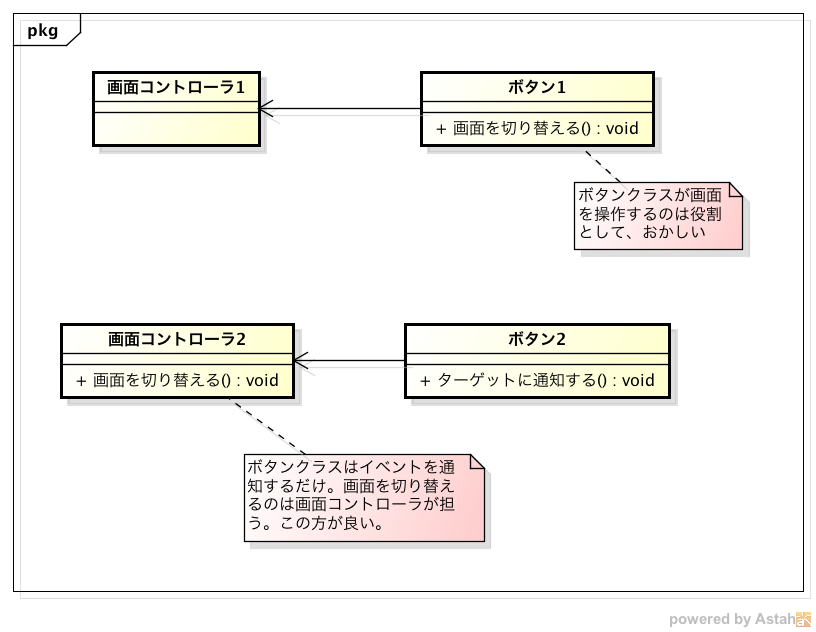 pkg
画面コントローラ1
ボタン1
+ 画面を切り替える() : void
ボタンクラスが画面
を操作するのは役割
として、おかしい
画面コントローラ2
+ 画面を切り替える() : void
ボタン2
+ ターゲットに通知する() : void
ボタンクラスはイベントを通
知するだけ。画面を切り替え
るのは画面コントローラが担
う。この方が良い。
powered by Astah